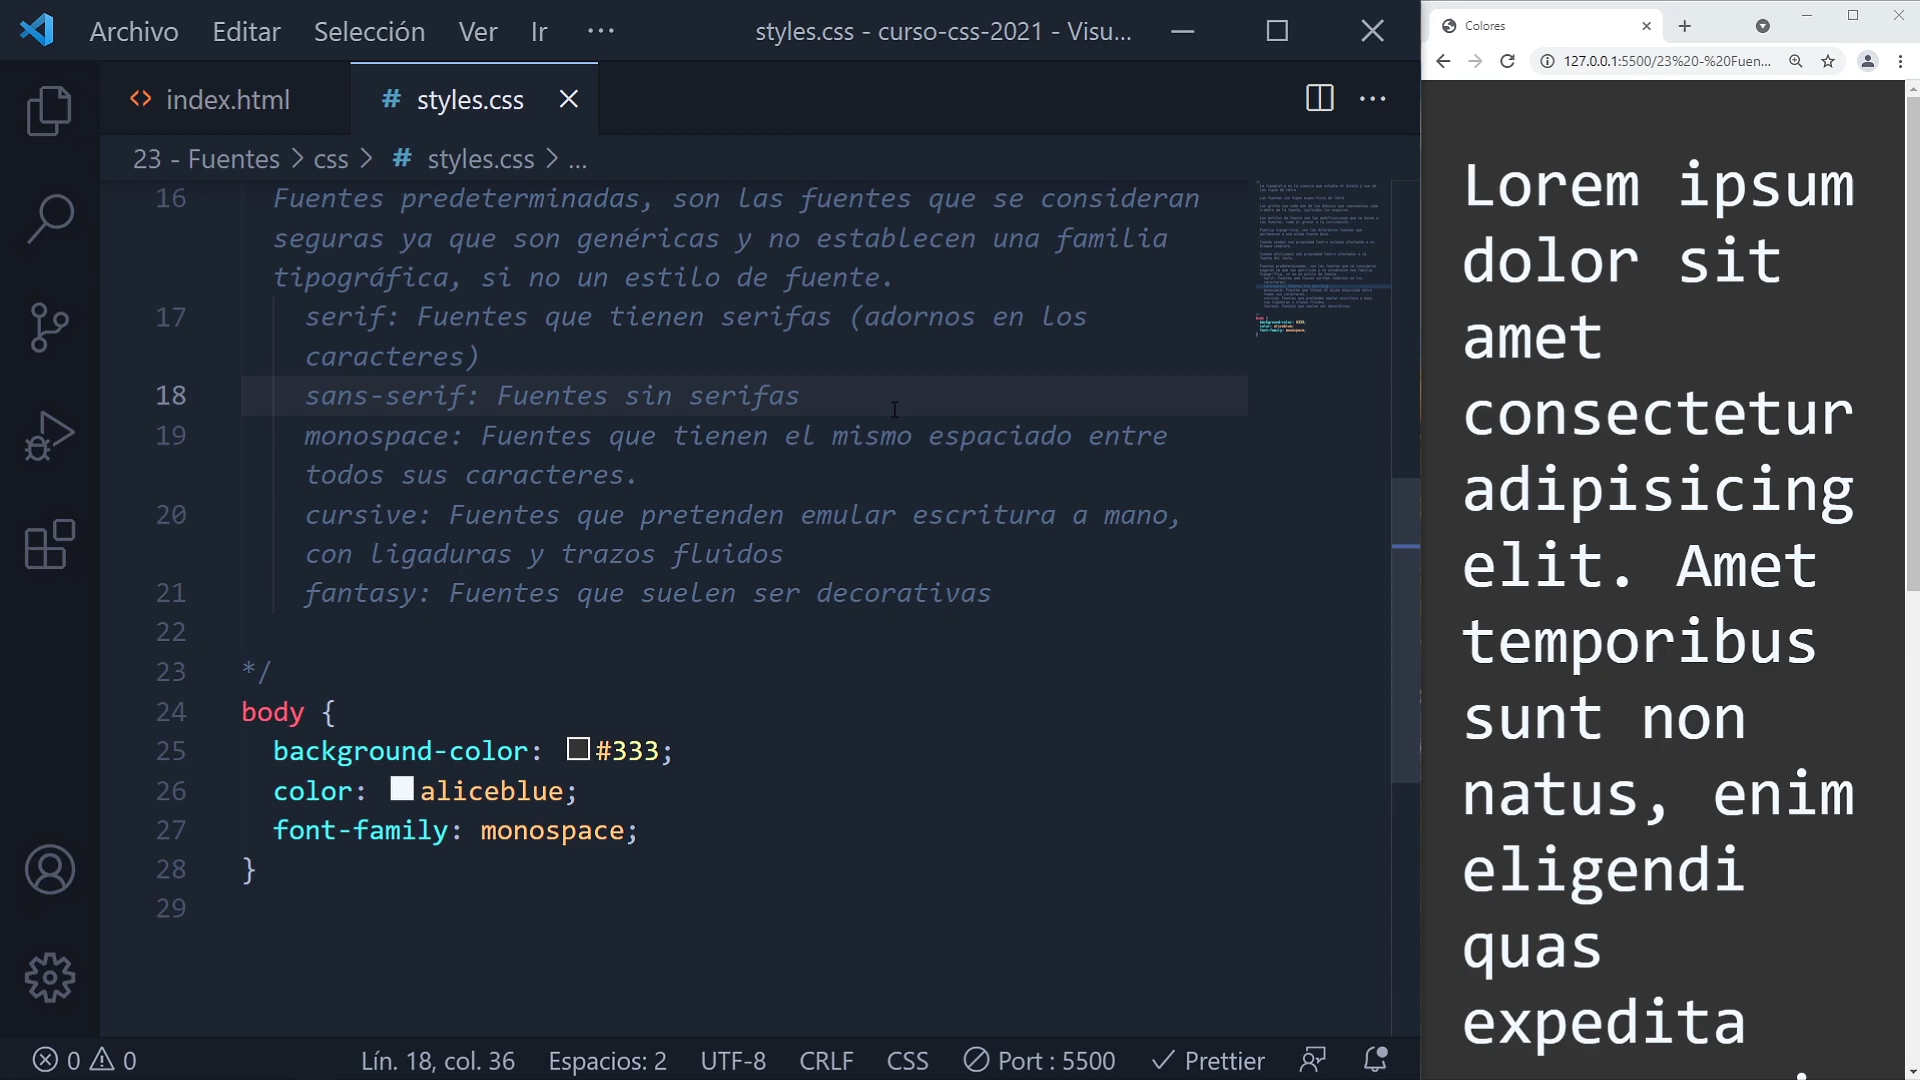 Archivo Editar Selección Ver Ir ··· styles.css - curso-css-2021 - Visu...
index.html # styles.css
23 - Fuentes > css > # styles.css > ...
16 Fuentes predeterminadas, son las fuentes que se consideran
seguras ya que son genéricas y no establecen una familia
tipográfica, si no un estilo de fuente.
17 serif: Fuentes que tienen serifas (adornos en los
caracteres)
18 sans-serif: Fuentes sin serifas
19 monospace: Fuentes que tienen el mismo espaciado entre
todos sus caracteres.
20 cursive: Fuentes que pretenden emular escritura a mano,
con ligaduras y trazos fluidos
21 fantasy: Fuentes que suelen ser decorativas
22
23 */
24 body {
25 background-color: #333;
26 color: aliceblue;
27 font-family: monospace;
28 }
29
0 0 Lín. 18, col. 36 Espacios: 2 UTF-8 CRLF CSS Port : 5500 Prettier
Colores
127.0.0.1:5500/23%20-%20Fuen...
Lorem ipsum
dolor sit
amet
consectetur
adipisicing
elit. Amet
temporibus
sunt non
natus, enim
eligendi
quas
expedita